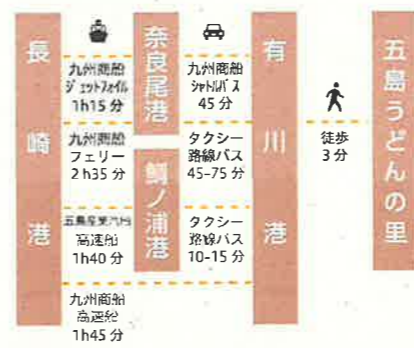 長崎港
九州商船
ジェットフォイル
1h15分
九州商船
フェリー
2h35分
五島産業汽船
高速船
1h40分
九州商船
高速船
1h45分
奈良尾港
鯛ノ浦港
九州商船
シャトルバス
45分
タクシー
路線バス
45-75分
タクシー
路線バス
10-15分
有川港
徒歩
3分
五島うどんの里